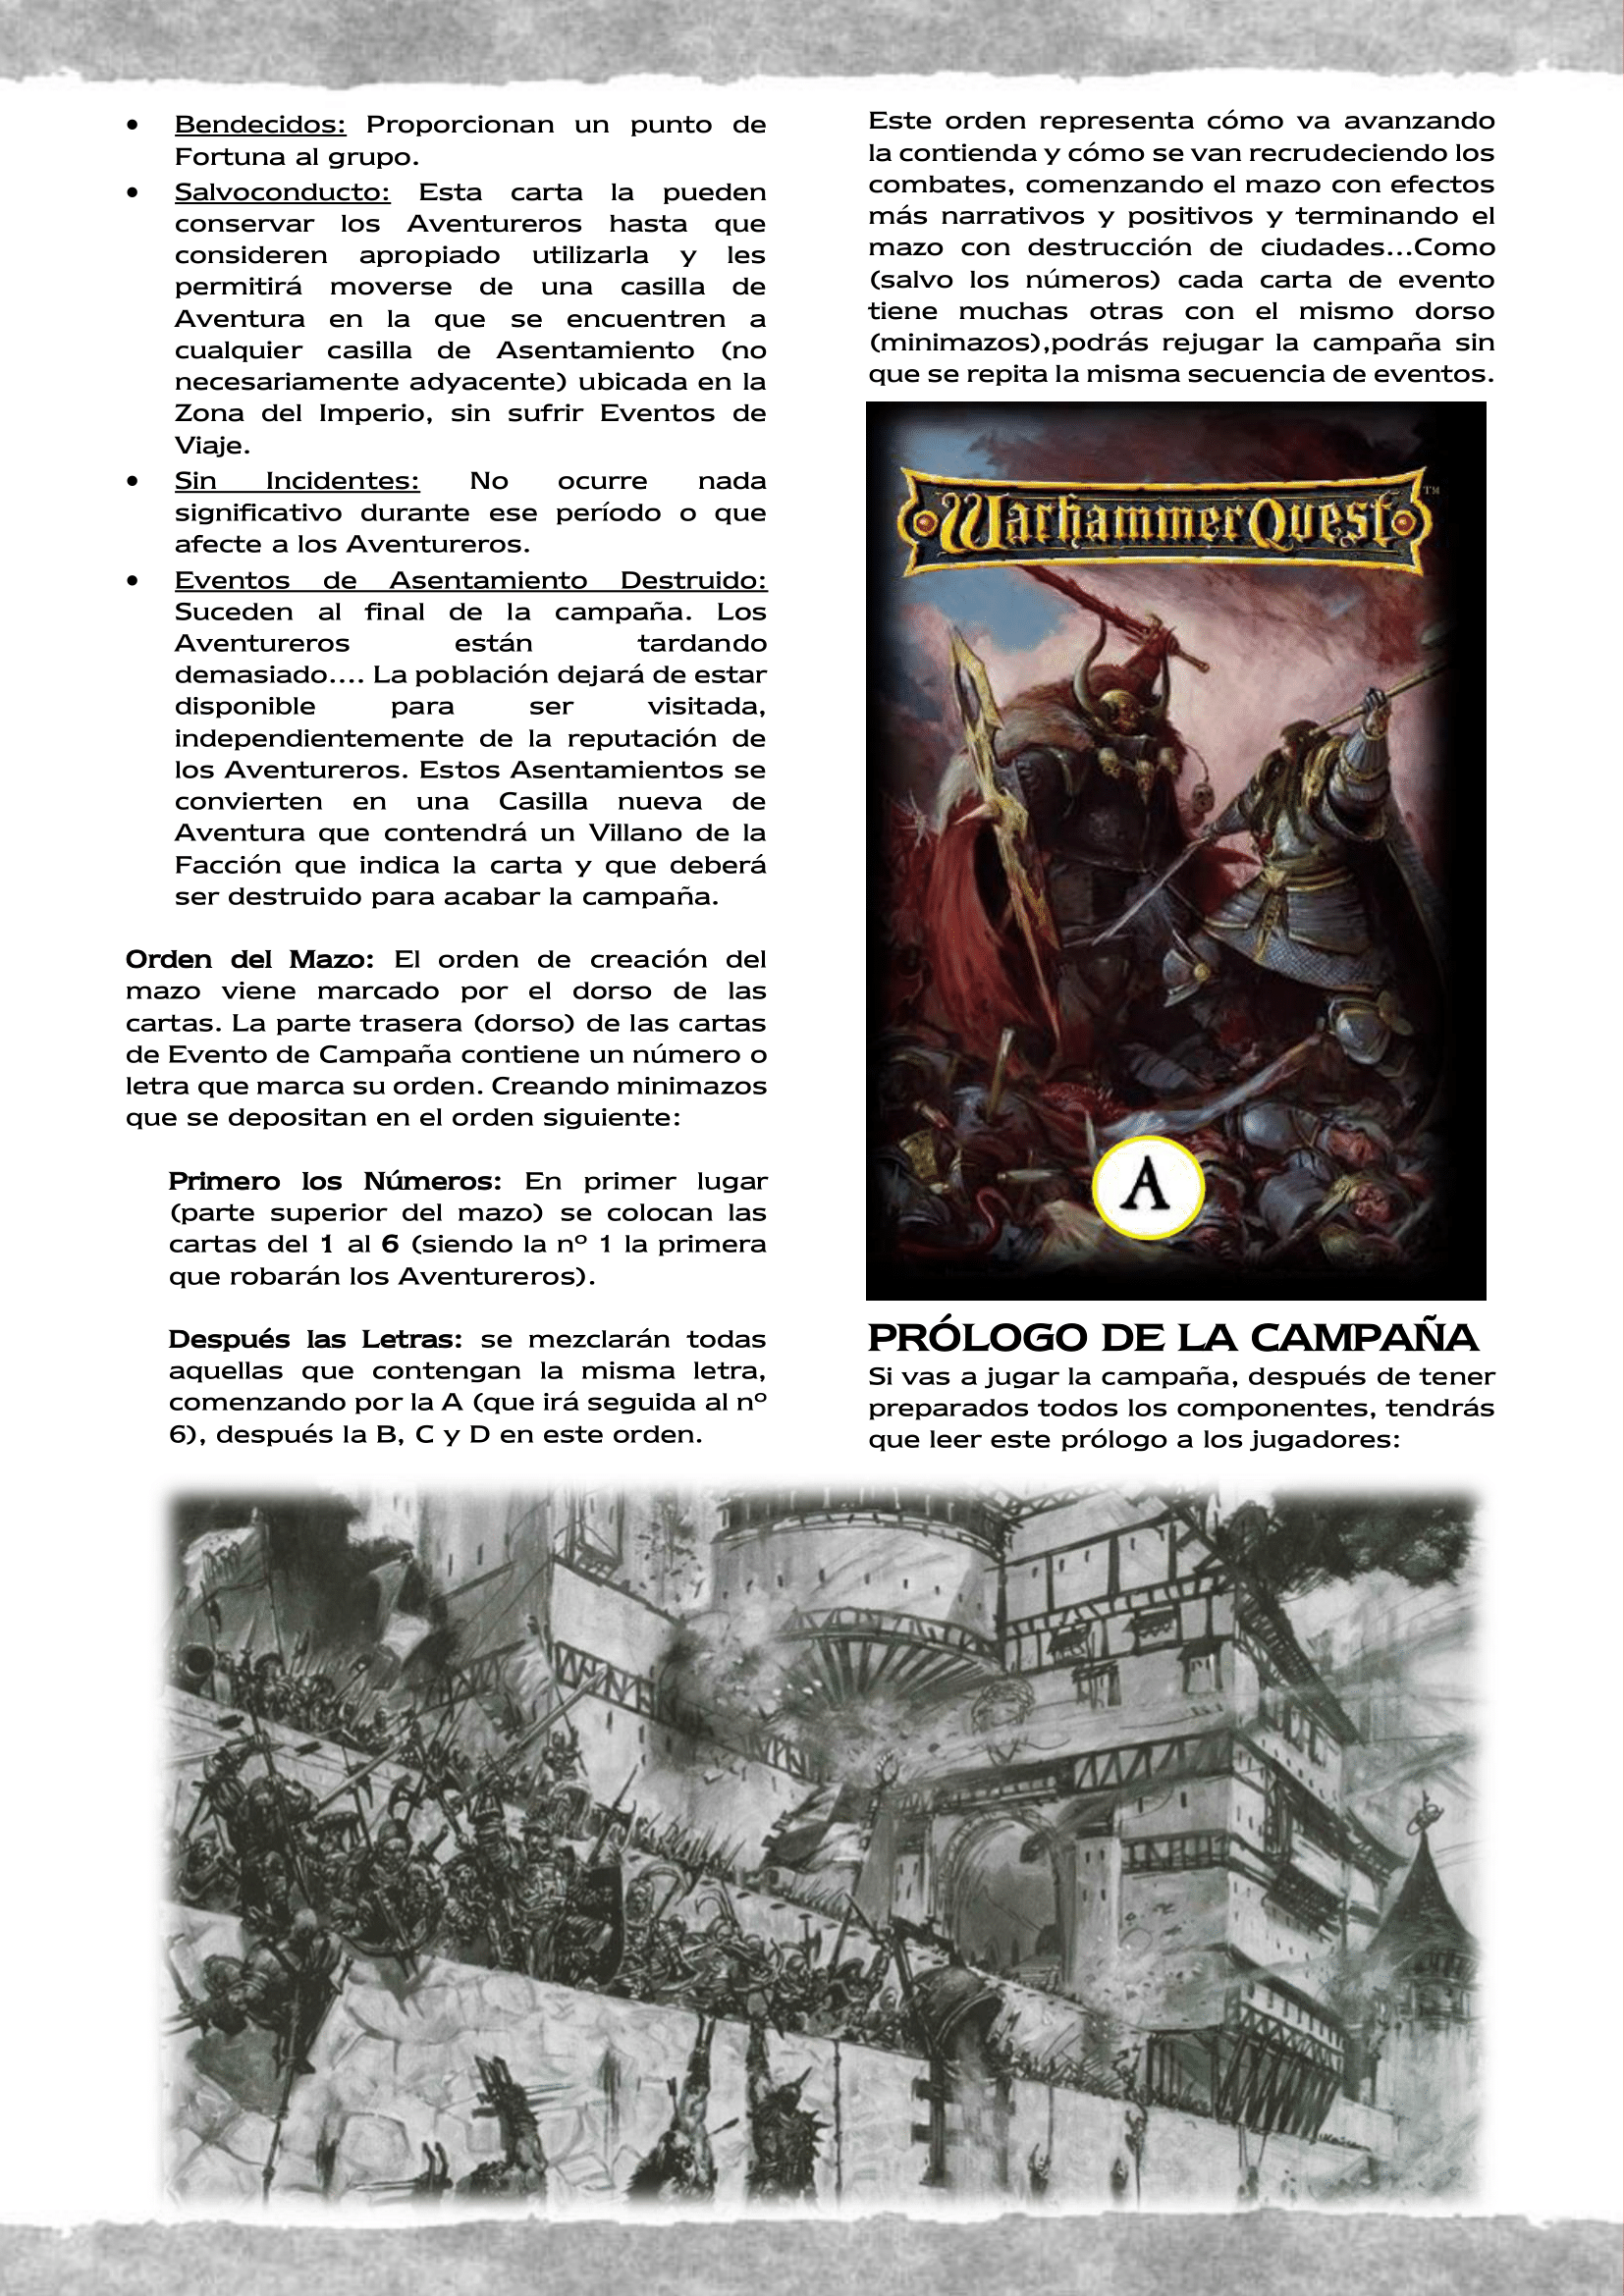 • Bendecidos: Proporcionan un punto de
Fortuna al grupo.
• Salvoconducto: Esta carta la pueden
conservar los Aventureros hasta que
consideren apropiado utilizarla y les
permitirá moverse de una casilla de
Aventura en la que se encuentren a
cualquier casilla de Asentamiento (no
necesariamente adyacente) ubicada en la
Zona del Imperio, sin sufrir Eventos de
Viaje.
• Sin Incidentes: No ocurre nada
significativo durante ese período o que
afecte a los Aventureros.
• Eventos de Asentamiento Destruido:
Suceden al final de la campaña. Los
Aventureros están tardando
demasiado.... La población dejará de estar
disponible para ser visitada,
independientemente de la reputación de
los Aventureros. Estos Asentamientos se
convierten en una Casilla nueva de
Aventura que contendrá un Villano de la
Facción que indica la carta y que deberá
ser destruido para acabar la campaña.
Orden del Mazo: El orden de creación del
mazo viene marcado por el dorso de las
cartas. La parte trasera (dorso) de las cartas
de Evento de Campaña contiene un número o
letra que marca su orden. Creando minimazos
que se depositan en el orden siguiente:
Primero los Números: En primer lugar
(parte superior del mazo) se colocan las
cartas del 1 al 6 (siendo la nº 1 la primera
que robarán los Aventureros).
Después las Letras: se mezclarán todas
aquellas que contengan la misma letra,
comenzando por la A (que irá seguida al nº
6), después la B, C y D en este orden.
Este orden representa cómo va avanzando
la contienda y cómo se van recrudeciendo los
combates, comenzando el mazo con efectos
más narrativos y positivos y terminando el
mazo con destrucción de ciudades...Como
(salvo los números) cada carta de evento
tiene muchas otras con el mismo dorso
(minimazos),podrás rejugar la campaña sin
que se repita la misma secuencia de eventos.
Warhammer Quest™
A
PRÓLOGO DE LA CAMPAÑA
Si vas a jugar la campaña, después de tener
preparados todos los componentes, tendrás
que leer este prólogo a los jugadores: